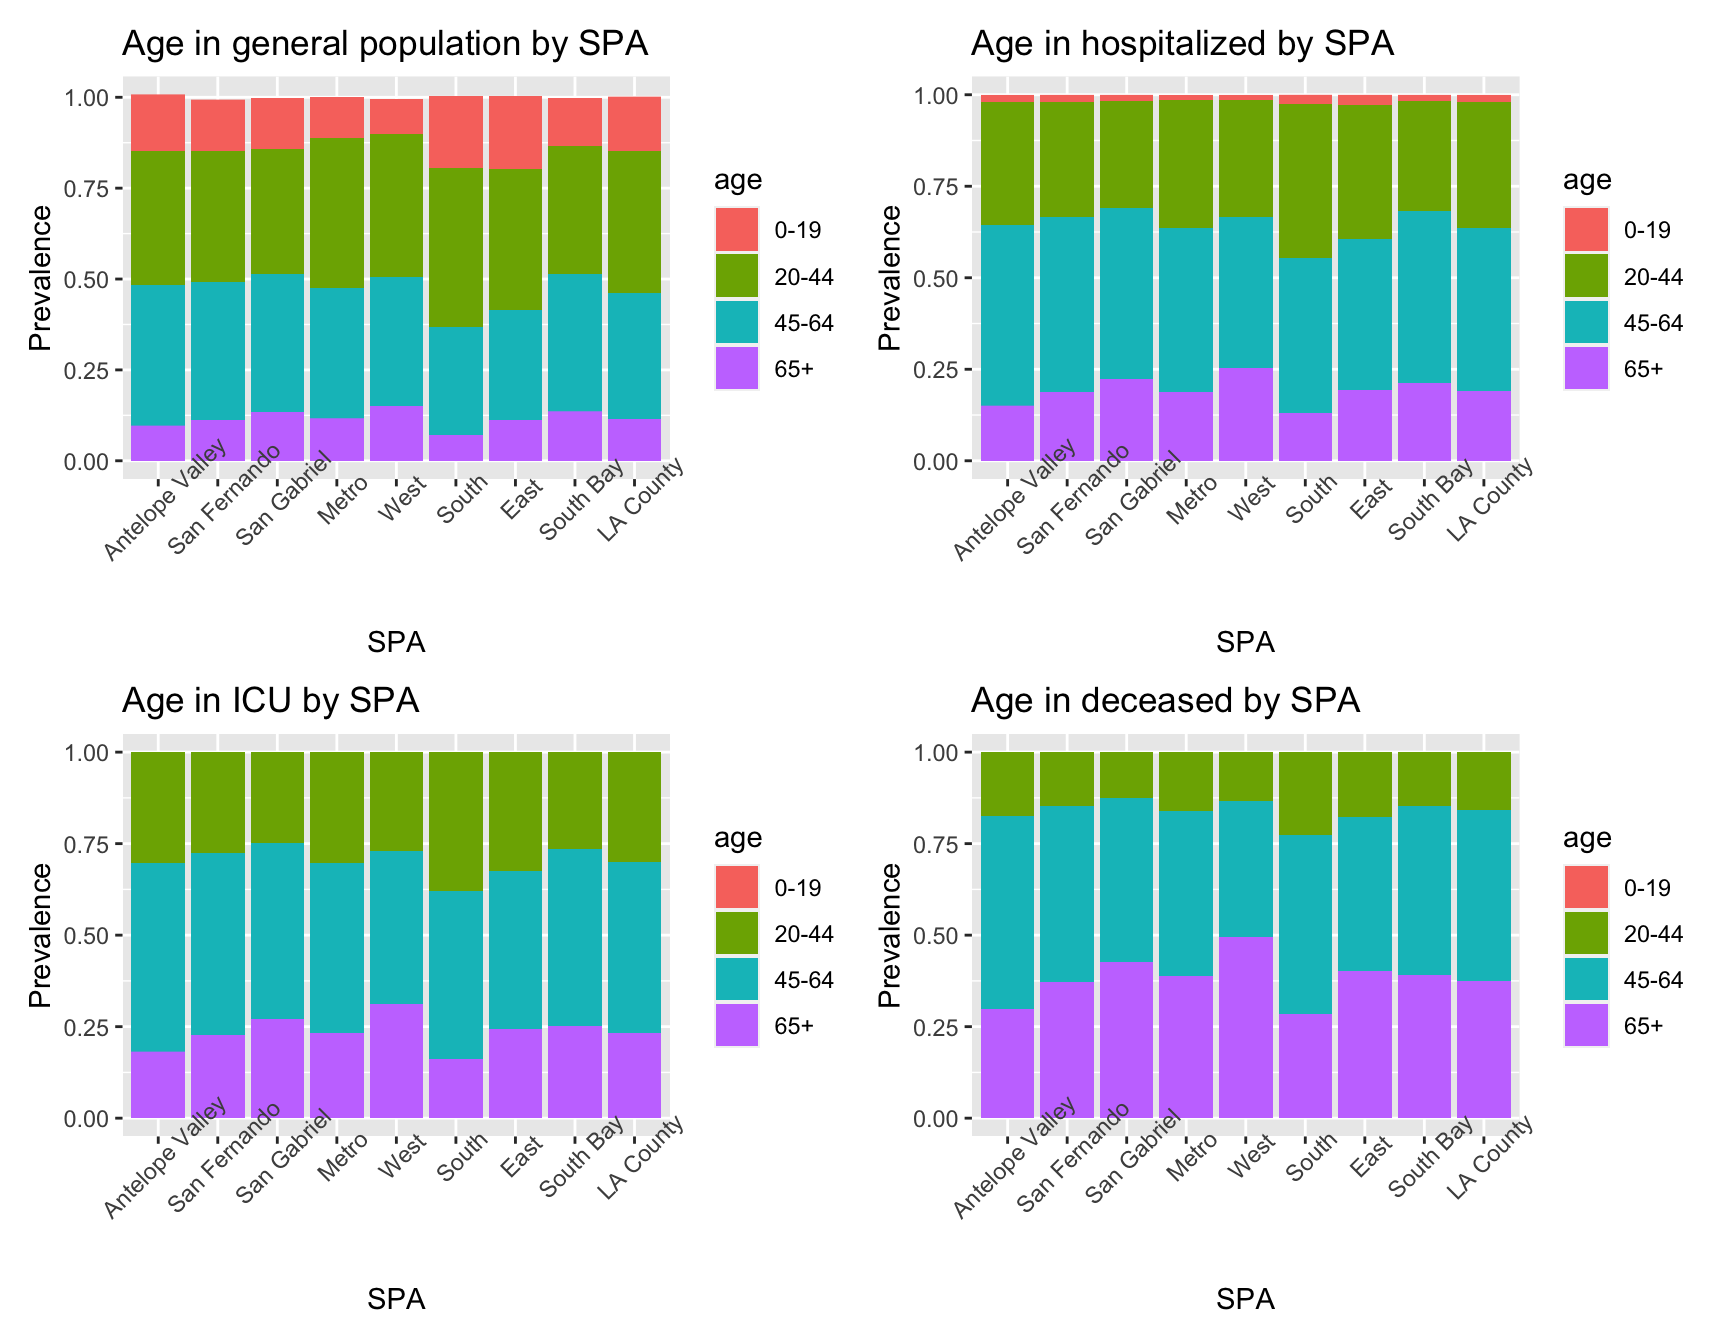 Age in general population by SPA
Prevalence
1.00
0.75
0.50
0.25
0.00
Antelope Valley
San Fernando
San Gabriel
Metro
West
South
East
South Bay
LA County
SPA
age
0-19
20-44
45-64
65+
Age in hospitalized by SPA
Prevalence
1.00
0.75
0.50
0.25
0.00
Antelope Valley
San Fernando
San Gabriel
Metro
West
South
East
South Bay
LA County
SPA
age
0-19
20-44
45-64
65+
Age in ICU by SPA
Prevalence
1.00
0.75
0.50
0.25
0.00
Antelope Valley
San Fernando
San Gabriel
Metro
West
South
East
South Bay
LA County
SPA
age
0-19
20-44
45-64
65+
Age in deceased by SPA
Prevalence
1.00
0.75
0.50
0.25
0.00
Antelope Valley
San Fernando
San Gabriel
Metro
West
South
East
South Bay
LA County
SPA
age
0-19
20-44
45-64
65+